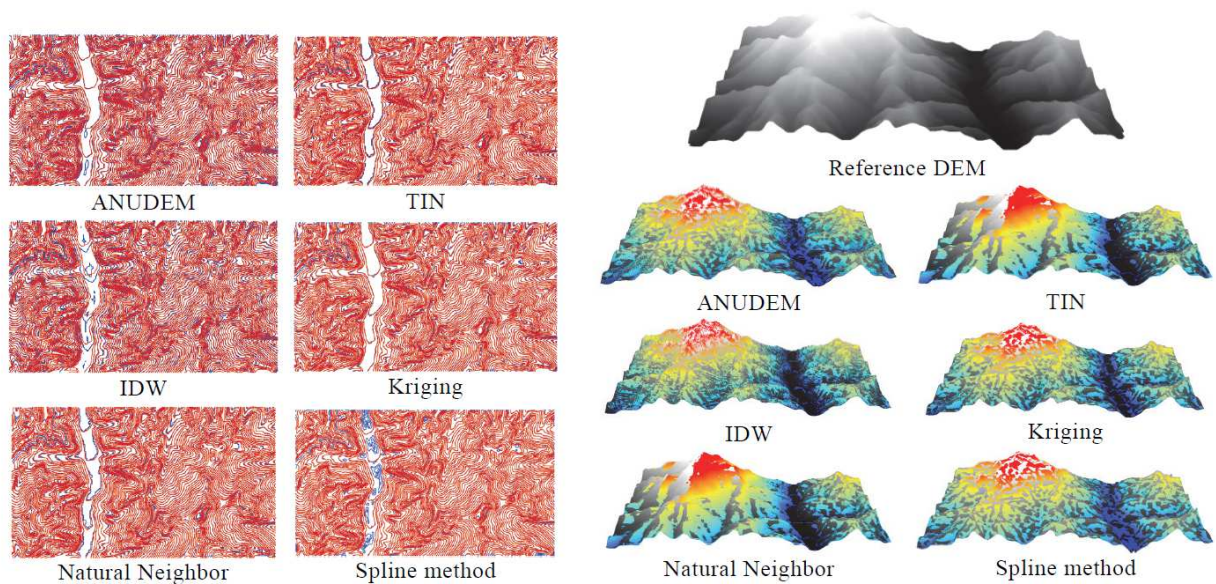 ANUDEM
TIN
IDW
Kriging
Natural Neighbor
Spline method
Reference DEM
ANUDEM
TIN
IDW
Kriging
Natural Neighbor
Spline method